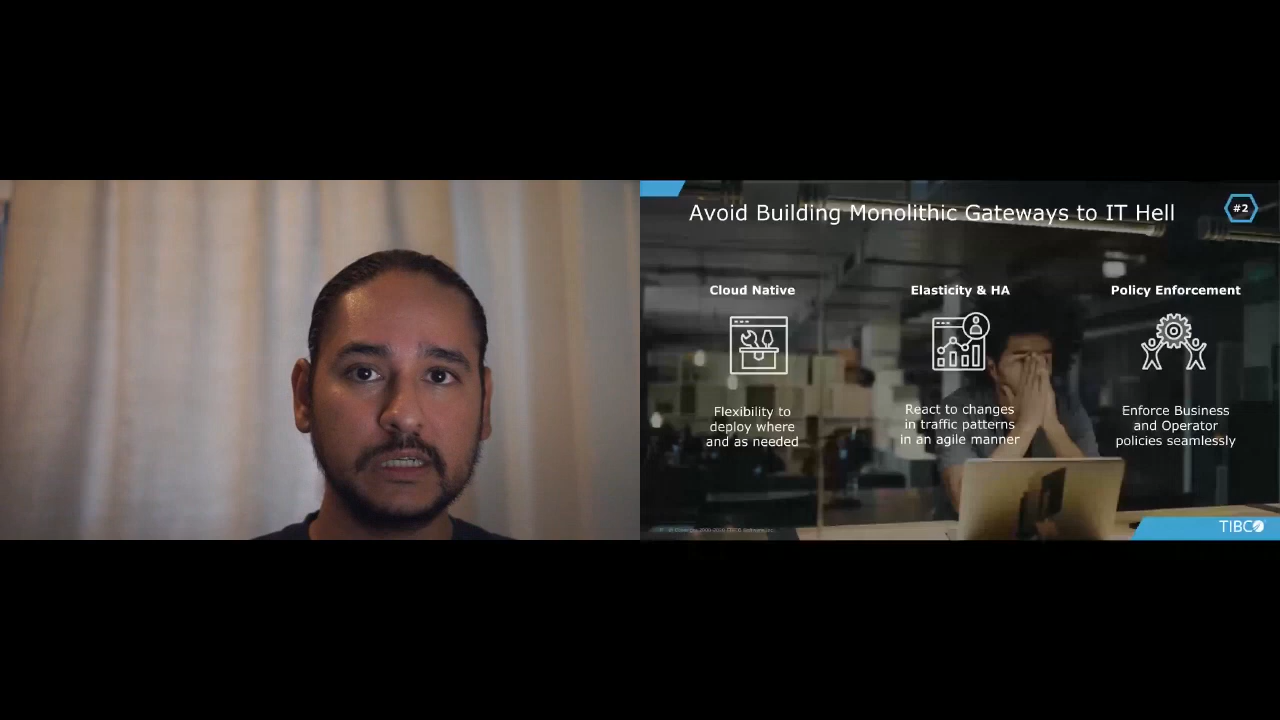 Avoid Building Monolithic Gateways to IT Hell
#2
Cloud Native
Flexibility to
deploy where
and as needed
Elasticity & HA
React to changes
in traffic patterns
in an agile manner
Policy Enforcement
Enforce Business
and Operator
policies seamlessly
TIBCO